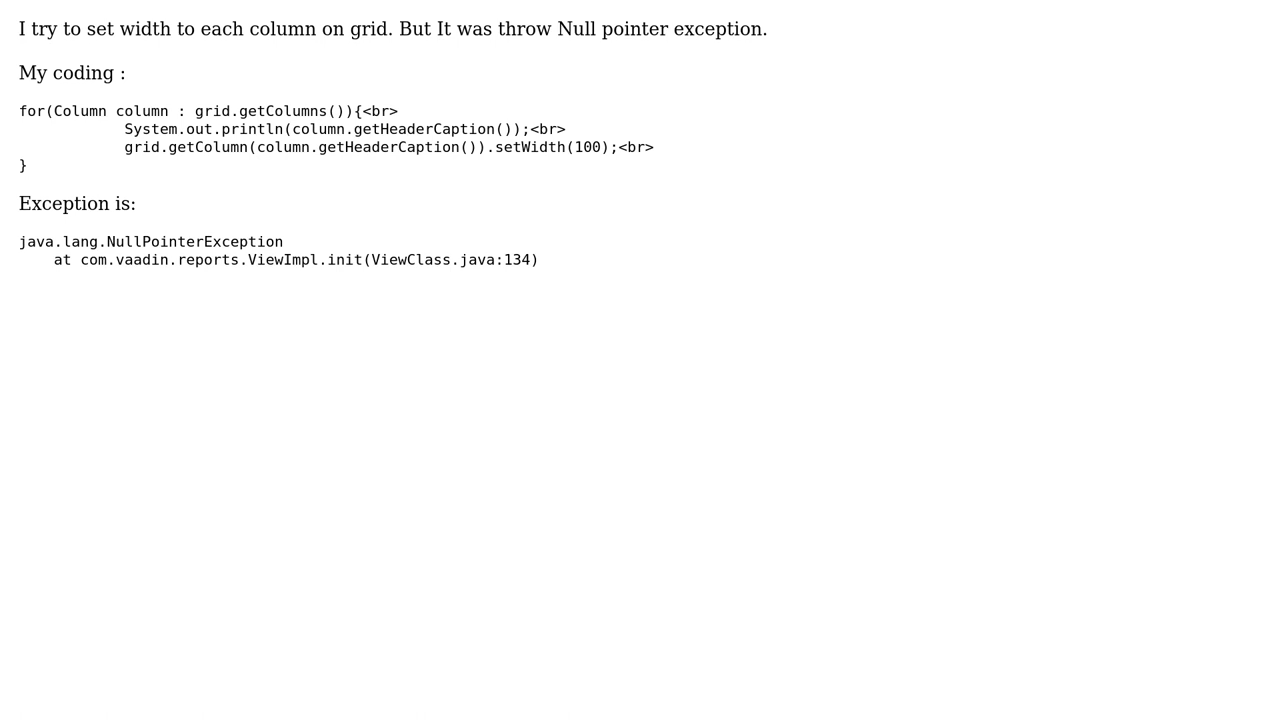 I try to set width to each column on grid. But It was throw Null pointer exception.
My coding :
for(Column column : grid.getColumns()){<br>
            System.out.println(column.getHeaderCaption());<br>
            grid.getColumn(column.getHeaderCaption()).setWidth(100);<br>
}
Exception is:
java.lang.NullPointerException
    at com.vaadin.reports.ViewImpl.init(ViewClass.java:134)